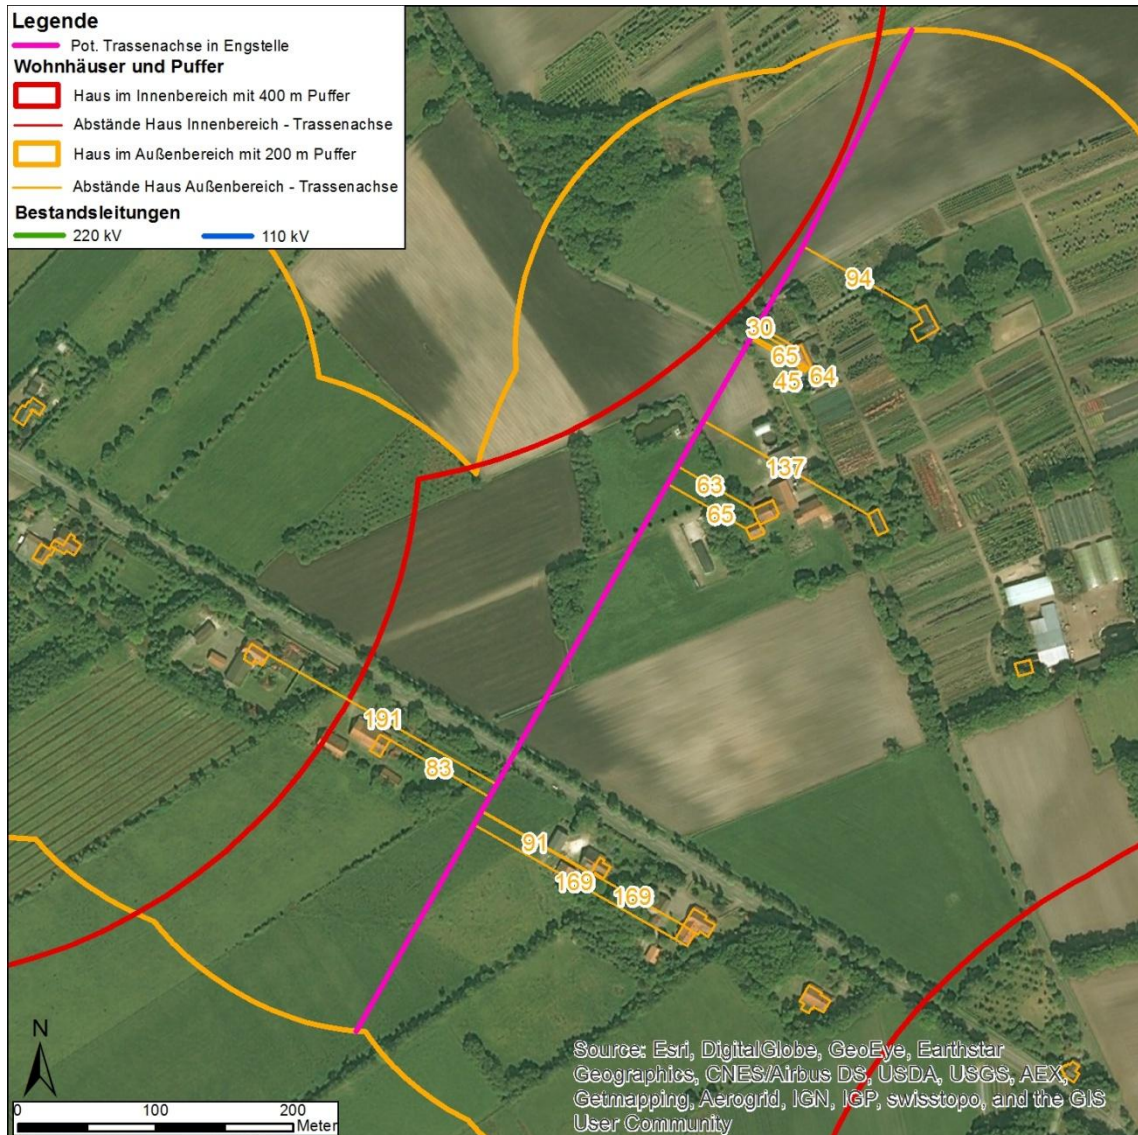 Legende
Pot. Trassenachse in Engstelle
Wohnhäuser und Puffer
Haus im Innenbereich mit 400 m Puffer
Abstände Haus Innenbereich - Trassenachse
Haus im Außenbereich mit 200 m Puffer
Abstände Haus Außenbereich - Trassenachse
Bestandsleitungen
220 kV 110 kV
94
30
65
64
45
137
63
65
191
83
91
169
169
N
0 100 200
Meter
Source: Esri, DigitalGlobe, GeoEye, Earthstar
Geographics, CNES/Airbus DS, USDA, USGS, AEX,
Getmapping, Aerogrid, IGN, IGP, swisstopo, and the GIS
User Community